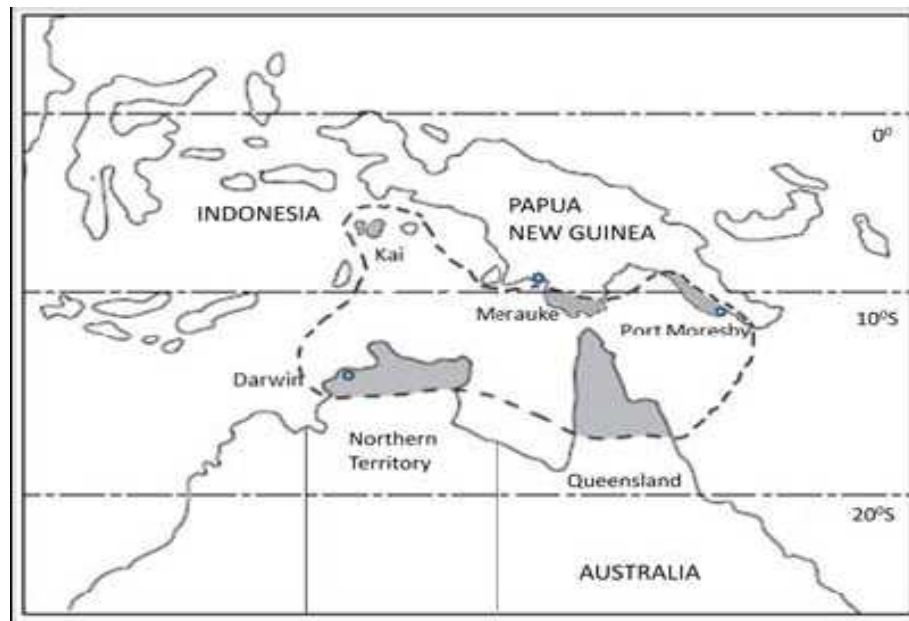 0⁰
INDONESIA
PAPUA
NEW GUINEA
Kai
Merauke
10⁰S
Port Moresby
Darwin
Northern
Territory
Queensland
20⁰S
AUSTRALIA